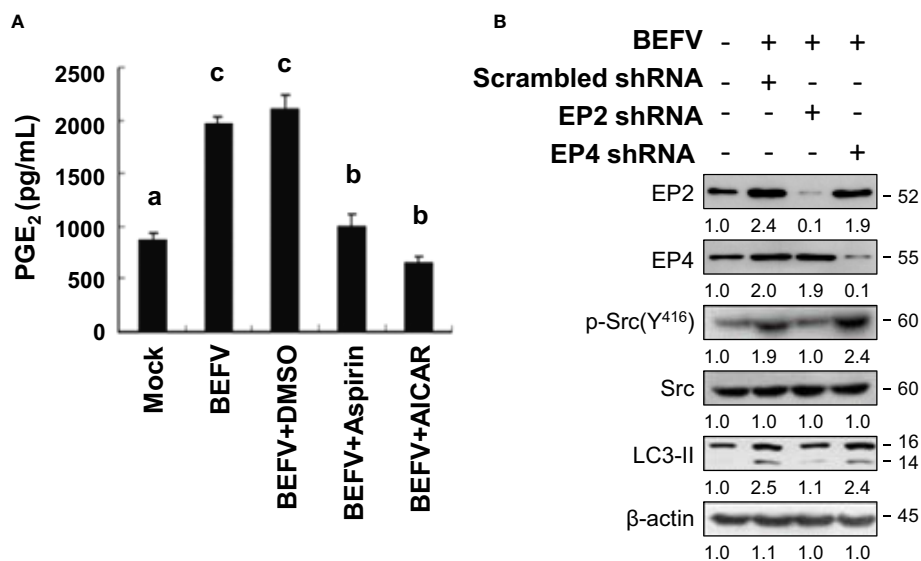 A
PGE2 (pg/mL)
2500
2000
1500
1000
500
0
a
c
c
b
b
Mock
BEFV
BEFV+DMSO
BEFV+Aspirin
BEFV+AICAR
B
BEFV - + + +
Scrambled shRNA - + - -
EP2 shRNA - - + -
EP4 shRNA - - - +
EP2 - 52
1.0 2.4 0.1 1.9
EP4 - 55
1.0 2.0 1.9 0.1
p-Src(Y416) - 60
1.0 1.9 1.0 2.4
Src - 60
1.0 1.0 1.0 1.0
LC3-II - 16
- 14
1.0 2.5 1.1 2.4
β-actin - 45
1.0 1.1 1.0 1.0